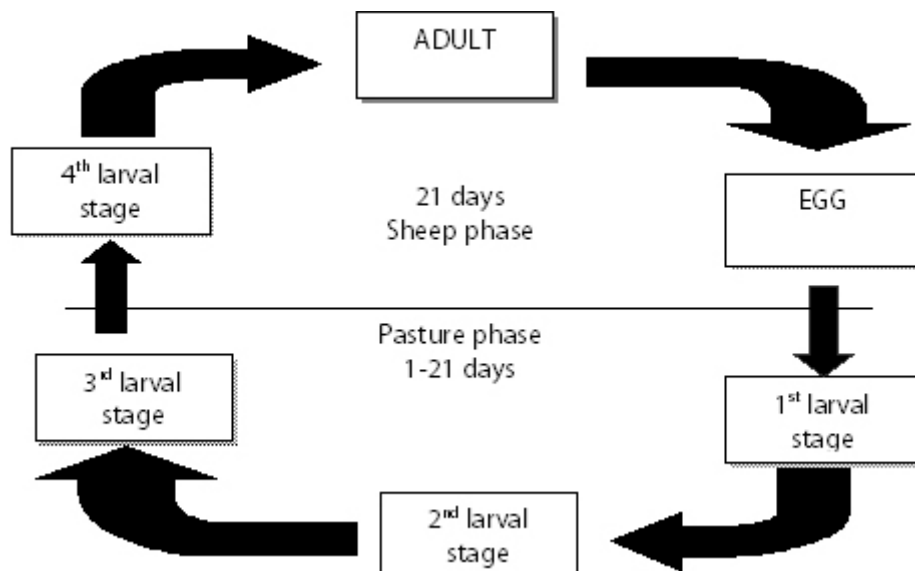 ADULT
4th larval
stage
21 days
Sheep phase
EGG
Pasture phase
1-21 days
3rd larval
stage
1st larval
stage
2nd larval
stage